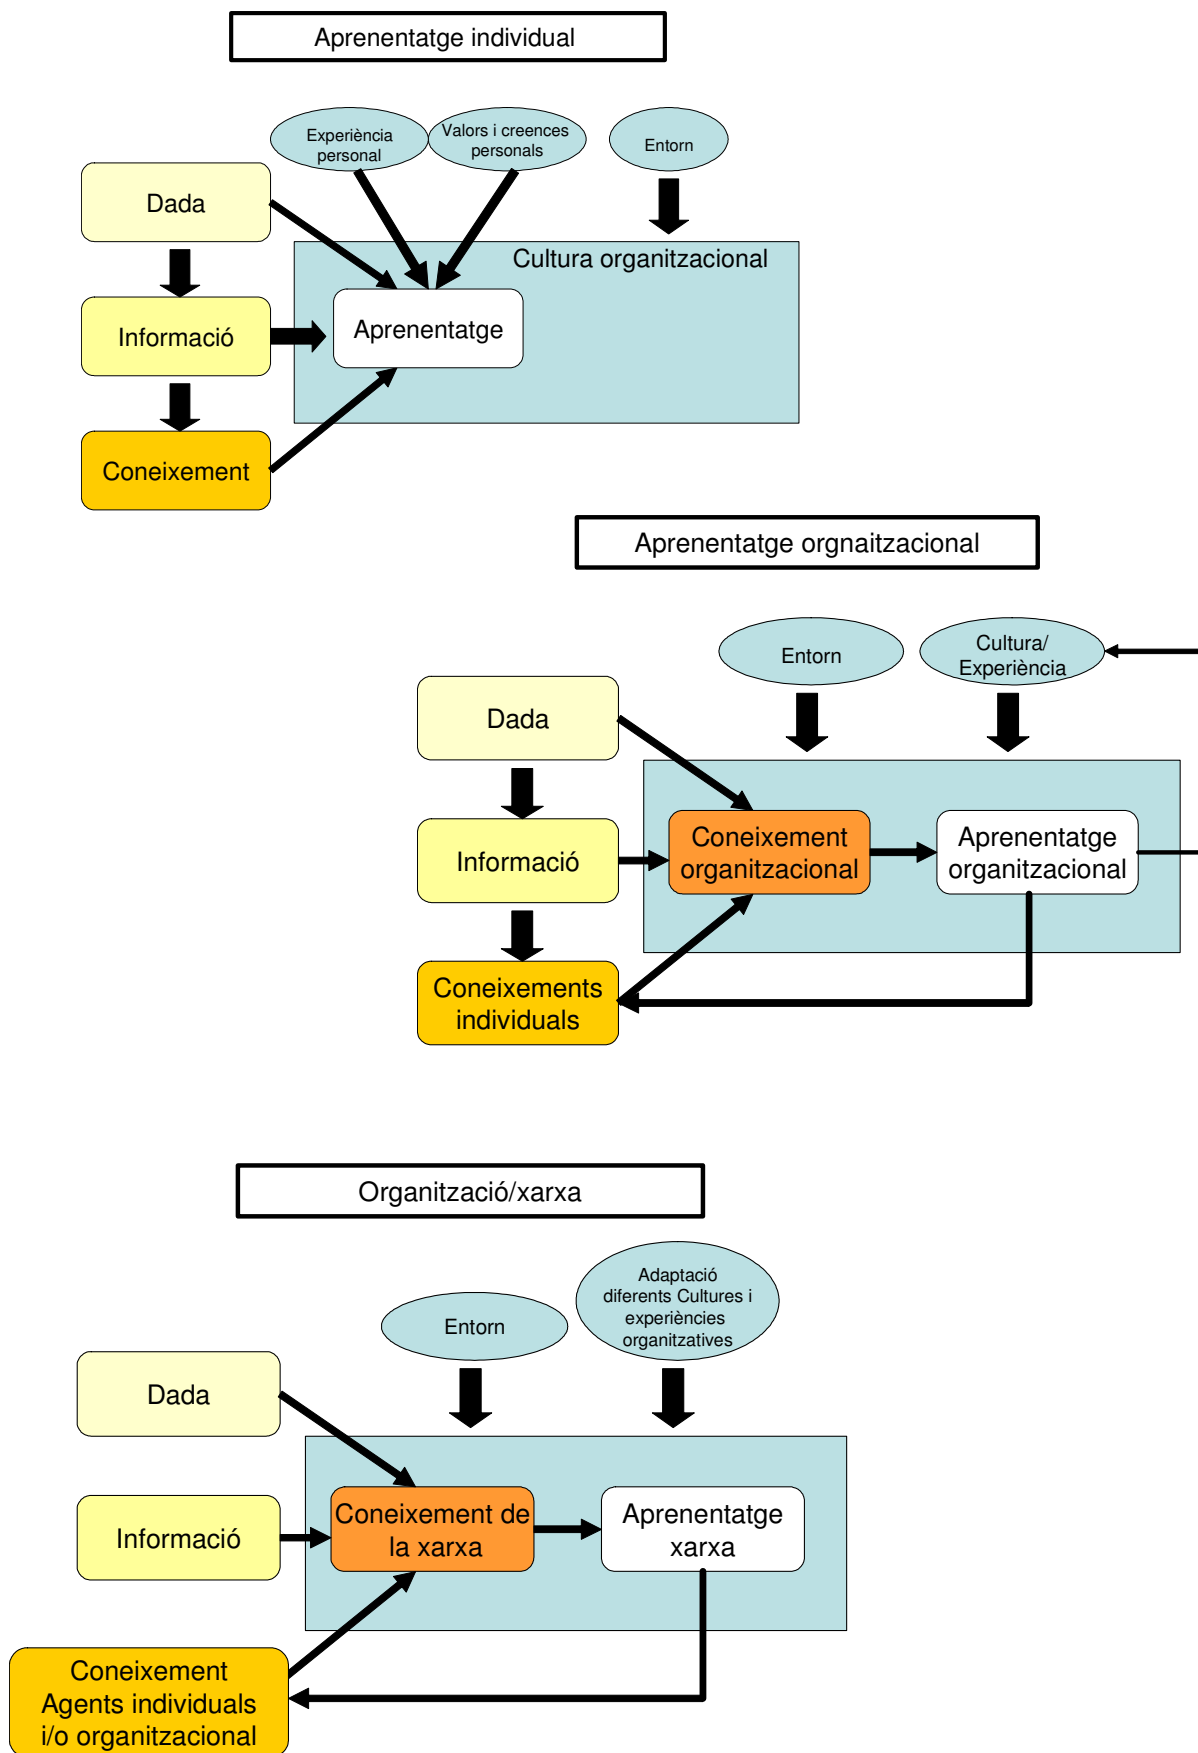 Aprenentatge individual
Experiència
personal
Valors i creences
personals
Entorn
Dada
Cultura organitzacional
Informació
Aprenentatge
Coneixement
Aprenentatge orgnaitzacional
Entorn
Cultura/
Experiència
Dada
Informació
Coneixement
organitzacional
Aprenentatge
organitzacional
Coneixements
individuals
Organització/xarxa
Entorn
Adaptació
diferents Cultures i
experiències
organitzatives
Dada
Informació
Coneixement de
la xarxa
Aprenentatge
xarxa
Coneixement
Agents individuals
i/o organitzacional